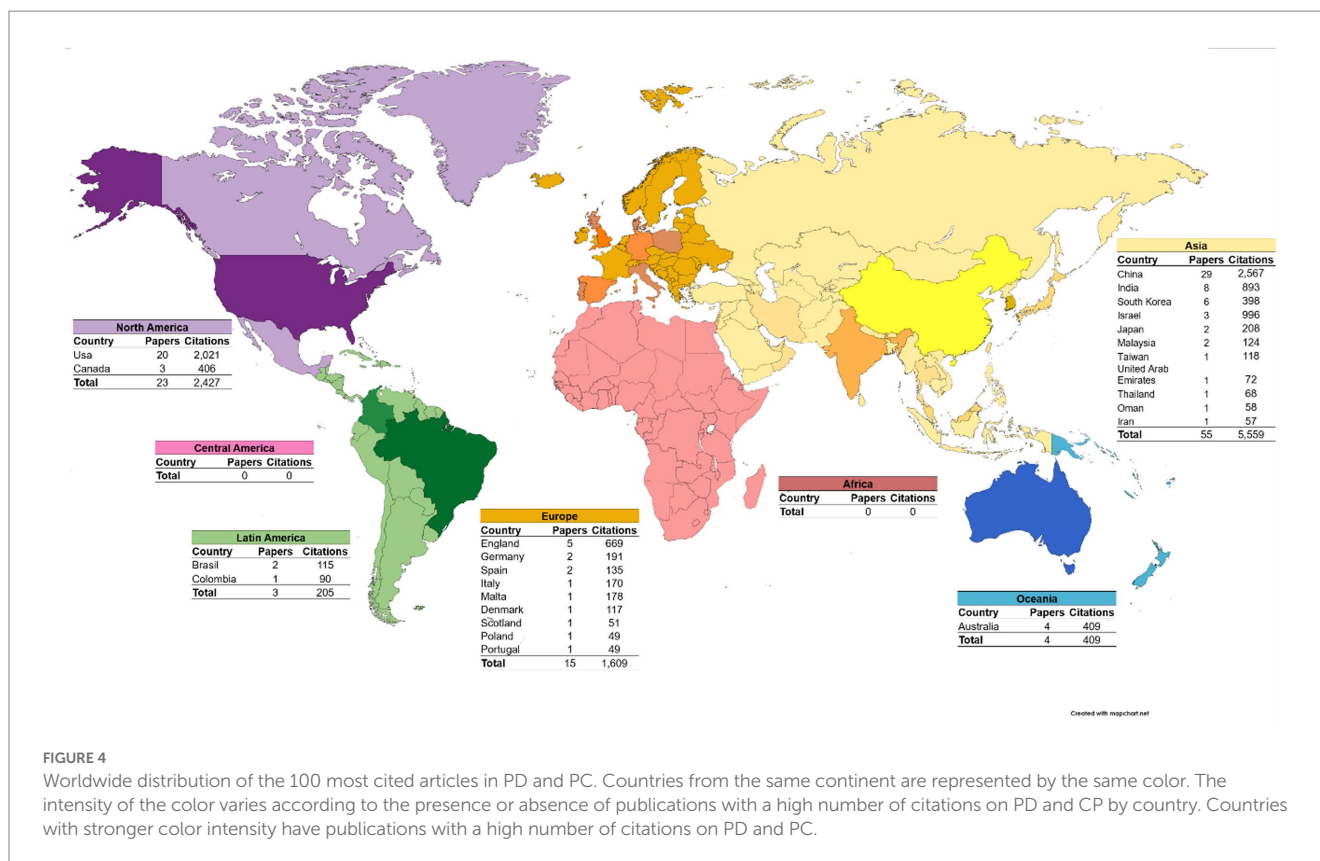 North America
Country Papers Citations
Usa 20 2,021
Canada 3 406
Total 23 2,427
Central America
Country Papers Citations
Total 0 0
Latin America
Country Papers Citations
Brasil 2 115
Colombia 1 90
Total 3 205
Europe
Country Papers Citations
England 5 669
Germany 2 191
Spain 2 135
Italy 1 170
Malta 1 178
Denmark 1 117
Scotland 1 51
Poland 1 49
Portugal 1 49
Total 15 1,609
Africa
Country Papers Citations
Total 0 0
Asia
Country Papers Citations
China 29 2,567
India 8 893
South Korea 6 398
Israel 3 996
Japan 2 208
Malaysia 2 124
Taiwan 1 118
United Arab
Emirates 1 72
Thailand 1 68
Oman 1 58
Iran 1 57
Total 55 5,559
Oceania
Country Papers Citations
Australia 4 409
Total 4 409
Created with mapchart.net
FIGURE 4
Worldwide distribution of the 100 most cited articles in PD and PC. Countries from the same continent are represented by the same color. The
intensity of the color varies according to the presence or absence of publications with a high number of citations on PD and CP by country. Countries
with stronger color intensity have publications with a high number of citations on PD and PC.